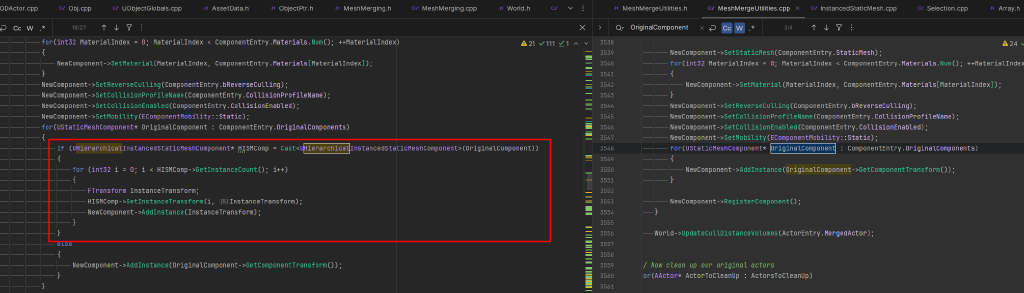 ODActor.cpp
Obj.cpp
UObjectGlobals.cpp
AssetData.h
ObjectPtr.h
MeshMerging.h
MeshMerging.cpp
World.h
Cc W .*
19/27
21 111 1
for(int32 MaterialIndex = 0; MaterialIndex < ComponentEntry.Materials.Num(); ++MaterialIndex)
{
NewComponent->SetMaterial(MaterialIndex, ComponentEntry.Materials[MaterialIndex]);
}
NewComponent->SetReverseCulling(ComponentEntry.bReverseCulling);
NewComponent->SetCollisionProfileName(ComponentEntry.CollisionProfileName);
NewComponent->SetCollisionEnabled(ComponentEntry.CollisionEnabled);
NewComponent->SetMobility(EComponentMobility::Static);
for(UStaticMeshComponent* OriginalComponent : ComponentEntry.OriginalComponents)
{
if (UHierarchicalInstancedStaticMeshComponent* HISMComp = Cast<UHierarchicalInstancedStaticMeshComponent>(OriginalComponent))
{
for (int32 i = 0; i < HISMComp->GetInstanceCount(); i++)
{
FTransform InstanceTransform;
HISMComp->GetInstanceTransform(i, InstanceTransform);
NewComponent->AddInstance(InstanceTransform);
}
}
else
{
NewComponent->AddInstance(OriginalComponent->GetComponentTransform());
}
}
MeshMergeUtilities.h
MeshMergeUtilities.cpp
InstancedStaticMesh.cpp
Selection.cpp
Array.h
OriginalComponent
Cc W .*
3/4
24
3538
3539 NewComponent->SetStaticMesh(ComponentEntry.StaticMesh);
3540 for(int32 MaterialIndex = 0; MaterialIndex < ComponentEntry.Materials.Num(); ++MaterialIndex)
3541 {
3542 NewComponent->SetMaterial(MaterialIndex, ComponentEntry.Materials[MaterialIndex]);
3543 }
3544 NewComponent->SetReverseCulling(ComponentEntry.bReverseCulling);
3545 NewComponent->SetCollisionProfileName(ComponentEntry.CollisionProfileName);
3546 NewComponent->SetCollisionEnabled(ComponentEntry.CollisionEnabled);
3547 NewComponent->SetMobility(EComponentMobility::Static);
3548 for(UStaticMeshComponent* OriginalComponent : ComponentEntry.OriginalComponents)
3549 {
3550 NewComponent->AddInstance(OriginalComponent->GetComponentTransform());
3551 }
3552
3553 NewComponent->RegisterComponent();
3554 }
3555
3556 World->UpdateCullDistanceVolumes(ActorEntry.MergedActor);
3557 }
3558
3559 / Now clean up our original actors
3560 or(AActor* ActorToCleanUp : ActorsToCleanUp)
3561